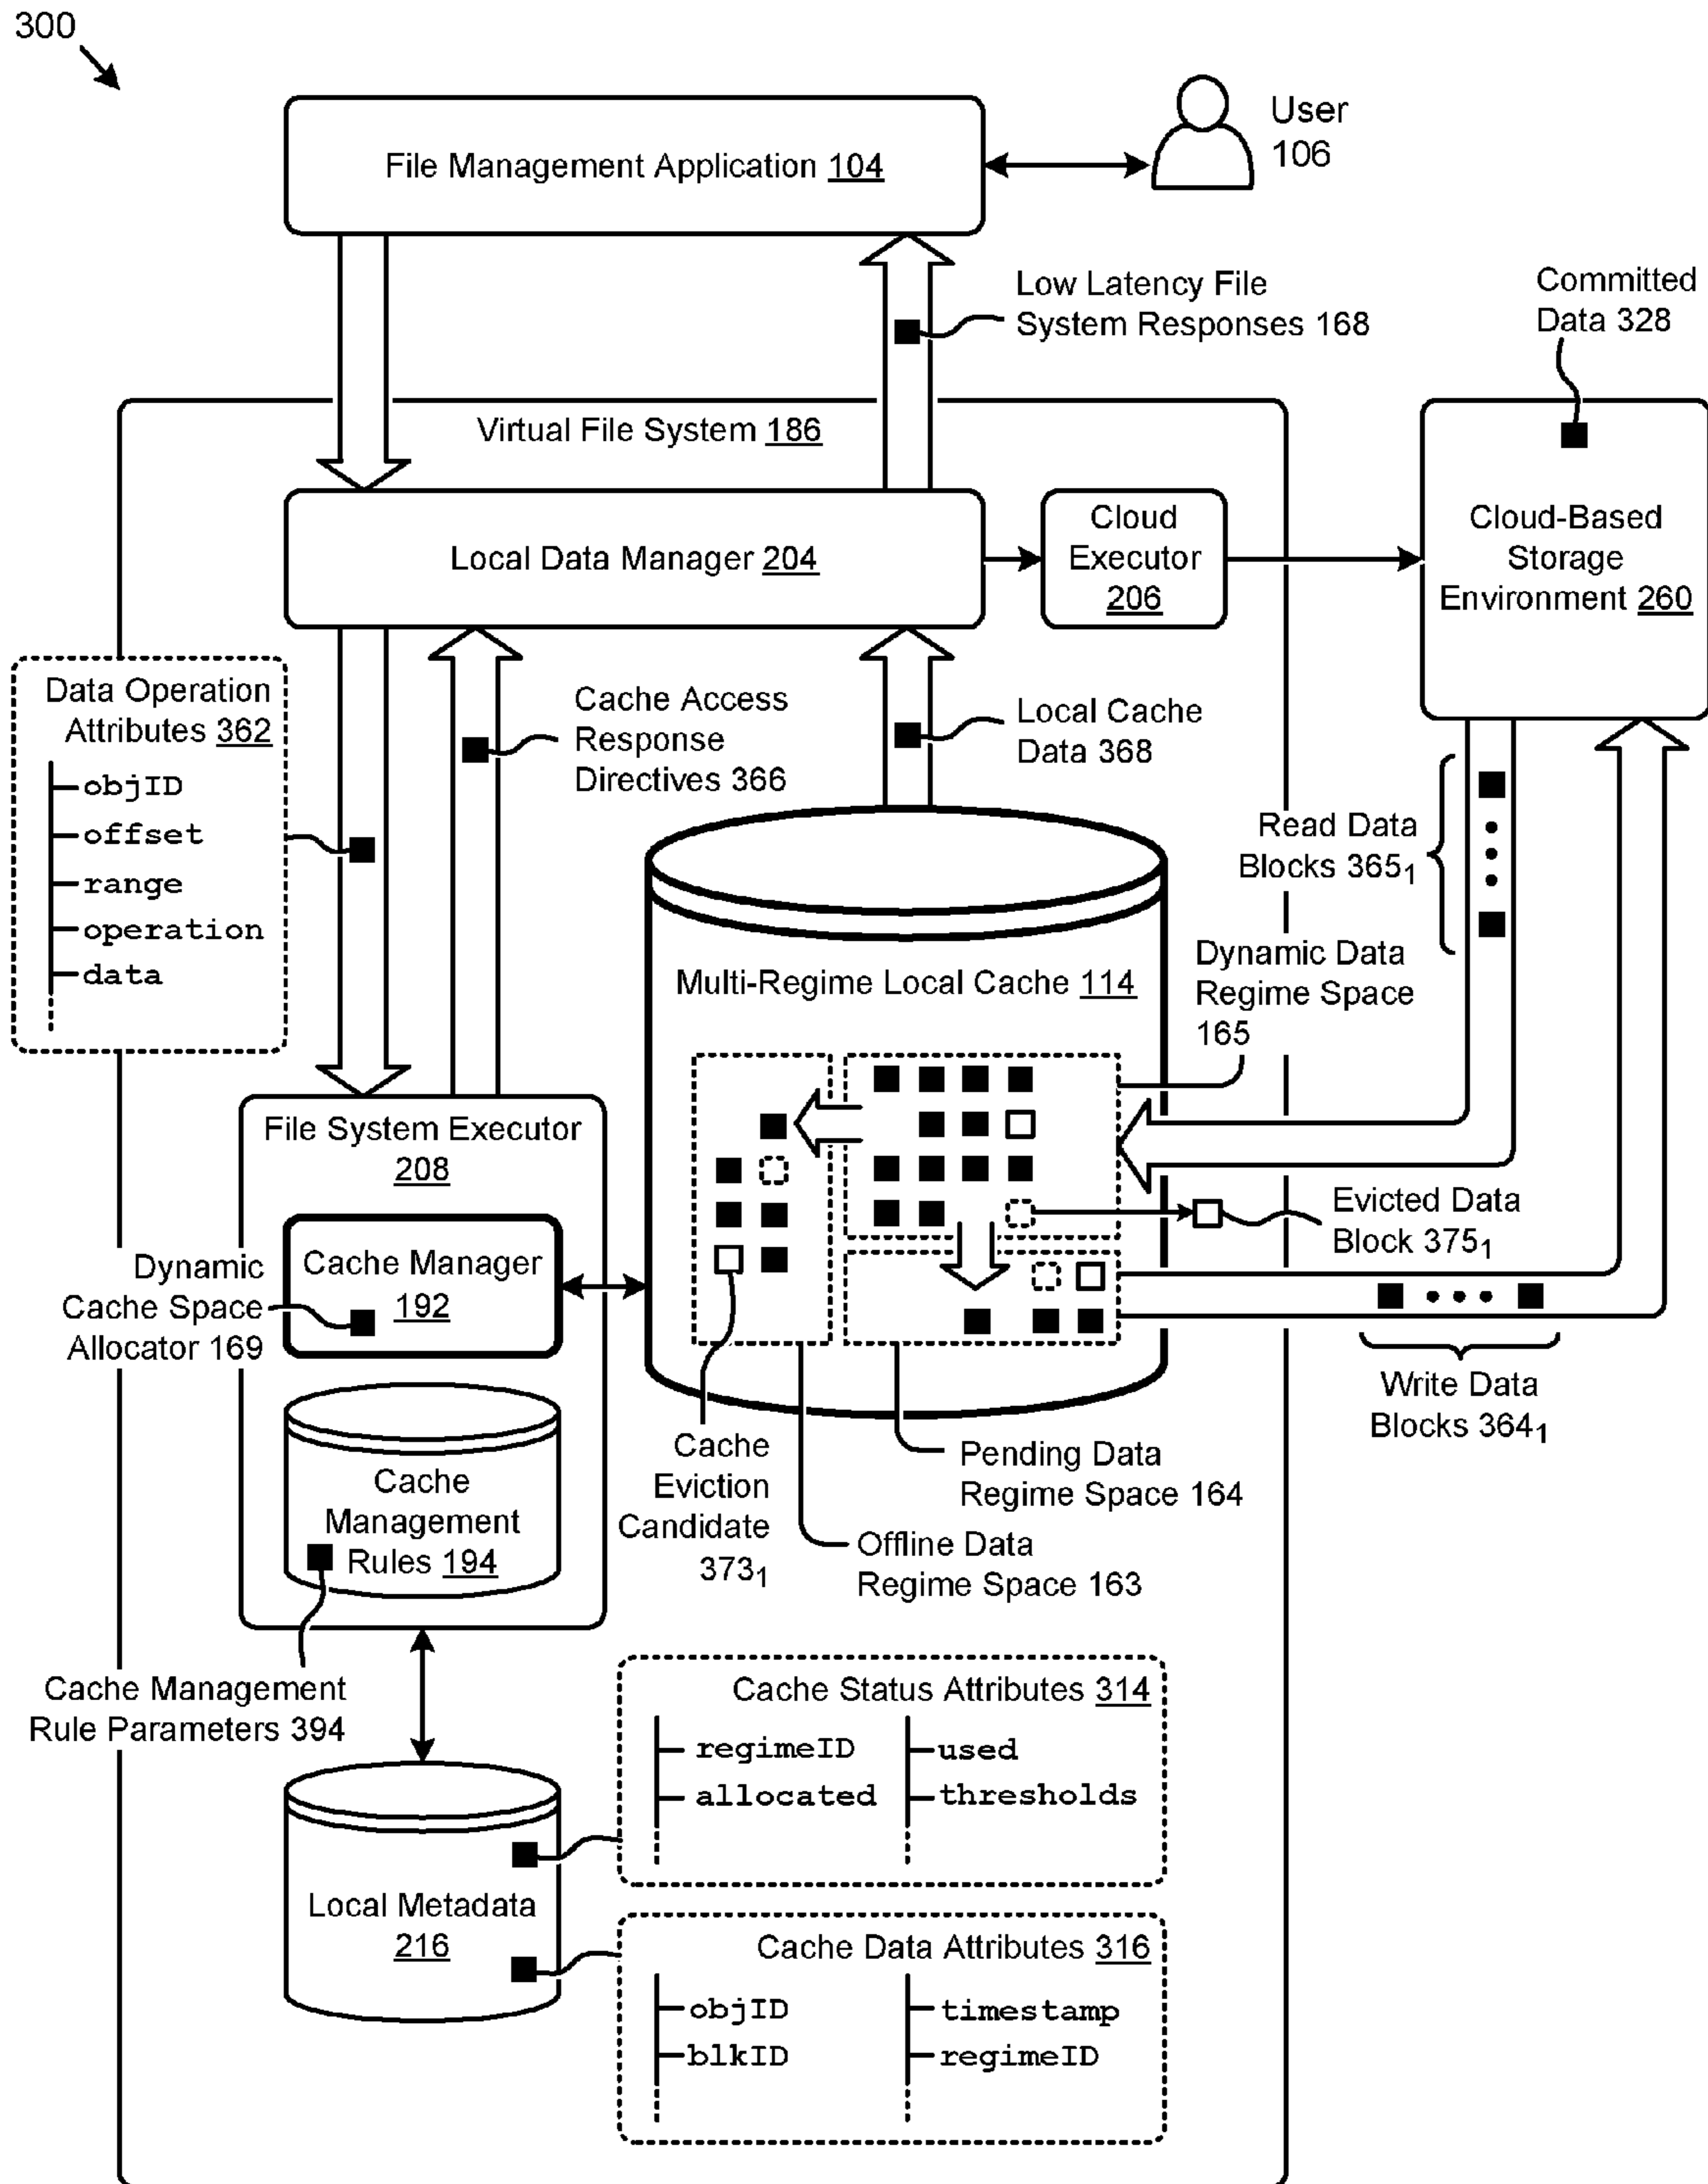 300
File Management Application 104
User
106
Low Latency File
System Responses 168
Committed
Data 328
Virtual File System 186
Local Data Manager 204
Cloud
Executor
206
Cloud-Based
Storage
Environment 260
Data Operation
Attributes 362
objID
offset
range
operation
data
Cache Access
Response
Directives 366
Local Cache
Data 368
Read Data
Blocks 365₁
Multi-Regime Local Cache 114
Dynamic Data
Regime Space
165
File System Executor
208
Cache Manager
192
Dynamic
Cache Space
Allocator 169
Evicted Data
Block 375₁
Write Data
Blocks 364₁
Cache
Management
Rules 194
Cache
Eviction
Candidate
373₁
Pending Data
Regime Space 164
Offline Data
Regime Space 163
Cache Management
Rule Parameters 394
Cache Status Attributes 314
regimeID
allocated
used
thresholds
Local Metadata
216
Cache Data Attributes 316
objID
blkID
timestamp
regimeID